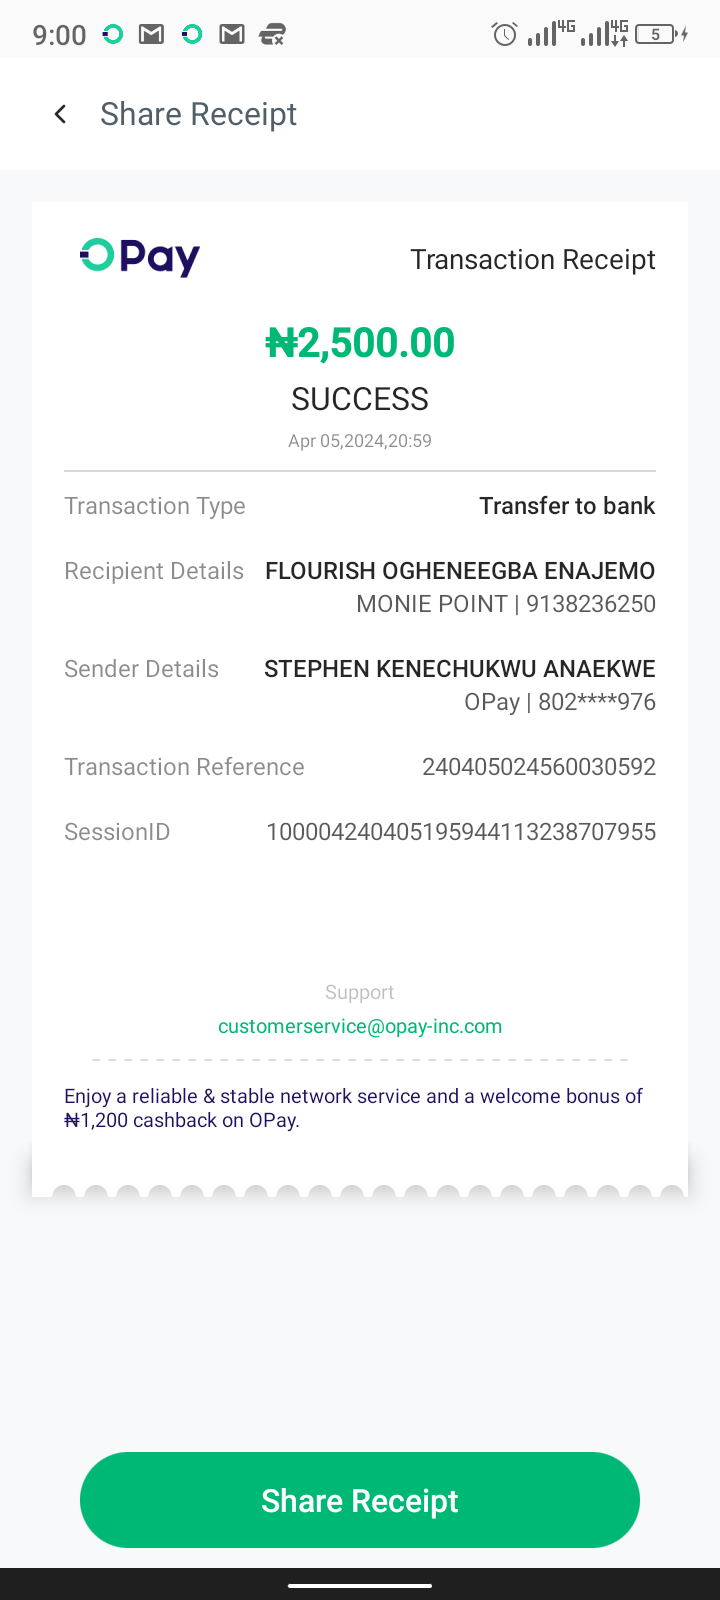 9:00 4G 4G 5
Share Receipt
OPay Transaction Receipt
₦2,500.00
SUCCESS
Apr 05,2024,20:59
Transaction Type Transfer to bank
Recipient Details FLOURISH OGHENEEGBA ENAJEMO
MONIE POINT | 9138236250
Sender Details STEPHEN KENECHUKWU ANAEKWE
OPay | 802****976
Transaction Reference 240405024560030592
SessionID 100004240405195944113238707955
Support
customerservice@opay-inc.com
Enjoy a reliable & stable network service and a welcome bonus of
₦1,200 cashback on OPay.
Share Receipt